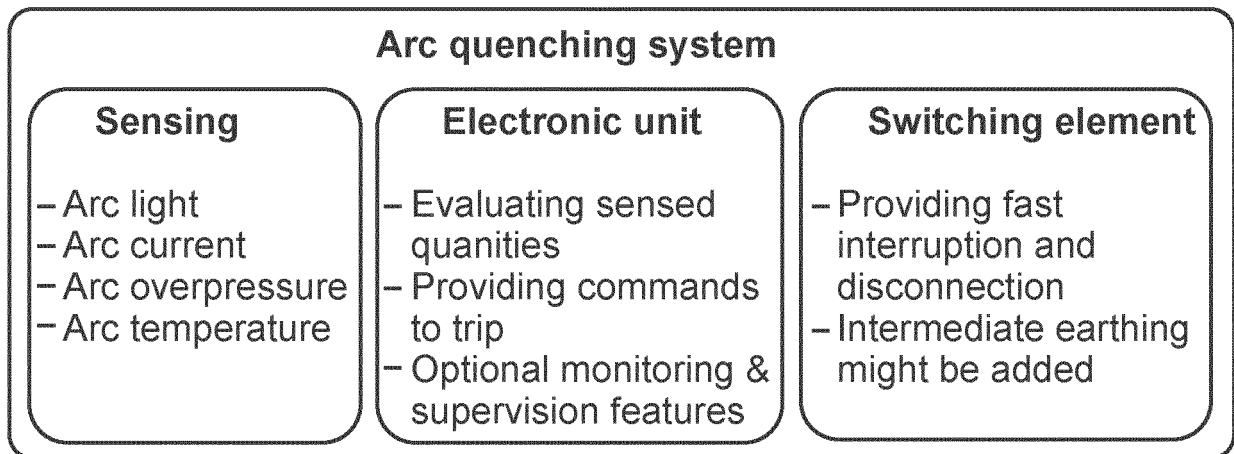 Arc quenching system
Sensing
– Arc light
– Arc current
– Arc overpressure
– Arc temperature
Electronic unit
– Evaluating sensed
quanities
– Providing commands
to trip
– Optional monitoring &
supervision features
Switching element
– Providing fast
interruption and
disconnection
– Intermediate earthing
might be added